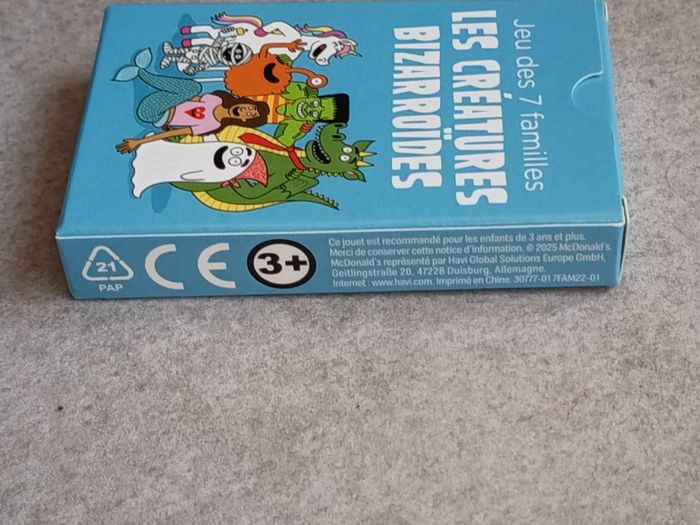 Jeu des 7 familles
LES CRÉATURES
BIZARROÏDES
21
PAP
CE
3+
Ce jouet est recommandé pour les enfants de 3 ans et plus.
Merci de conserver cette notice d'information. © 2025 McDonald's.
McDonald's représenté par Havi Global Solutions Europe GmbH,
Geitlingstraße 20, 47228 Duisburg, Allemagne.
Internet : www.havi.com. Imprimé en Chine. 30777-017FAM22-01